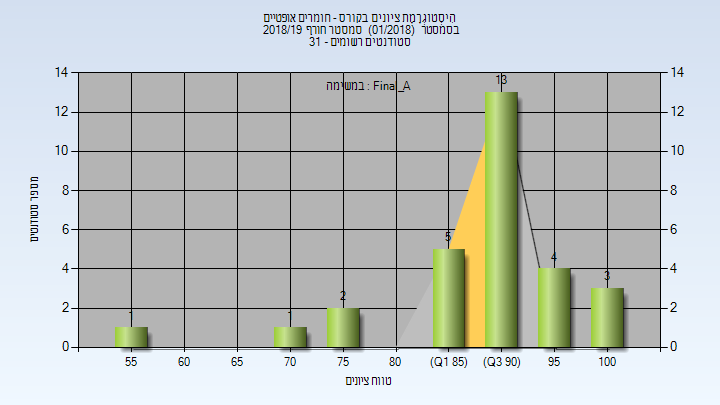 היסטוגרמת ציונים בקורס - חומרים אופטיים
בסמסטר (01/2018) סמסטר חורף 2018/19
סטודנטים רשומים - 31
במשימה : Final_A
14 14
12 12
10 10
8 8
6 6
4 4
2 2
0 0
1 1 2 5 13 4 3
מספר סטודנטים
55 60 65 70 75 80 (Q1 85) (Q3 90) 95 100
טווח ציונים